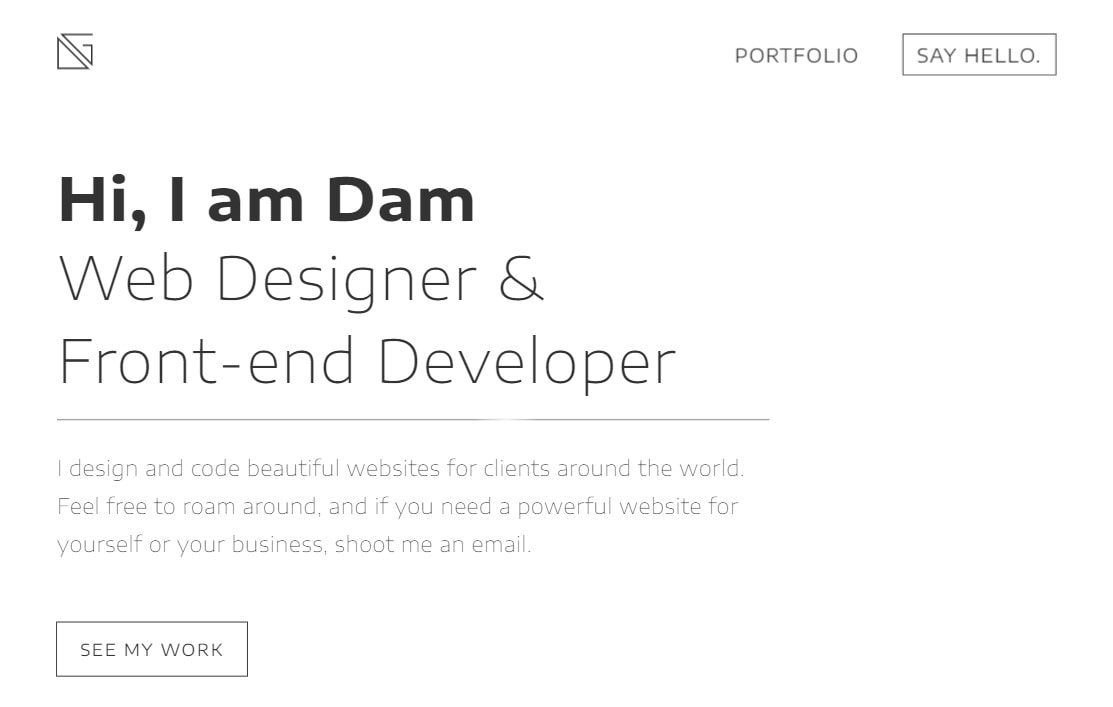 PORTFOLIO SAY HELLO.
Hi, I am Dam
Web Designer &
Front-end Developer
I design and code beautiful websites for clients around the world.
Feel free to roam around, and if you need a powerful website for
yourself or your business, shoot me an email.
SEE MY WORK